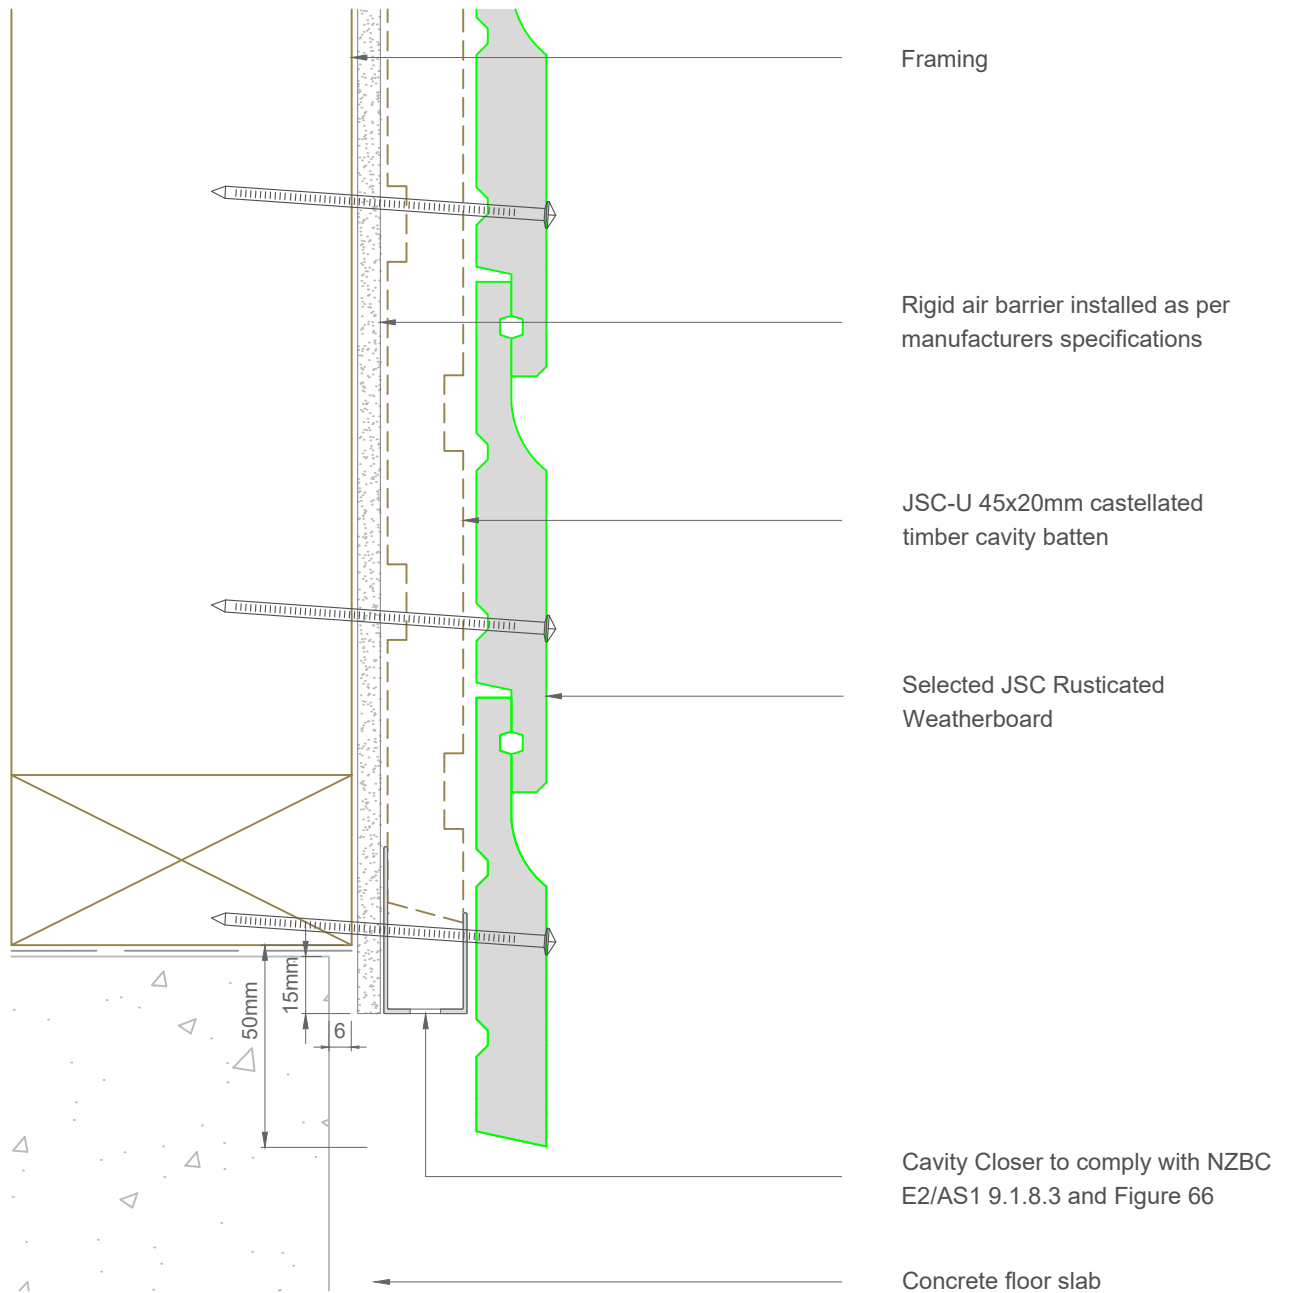 Framing
Rigid air barrier installed as per
manufacturers specifications
JSC-U 45x20mm castellated
timber cavity batten
Selected JSC Rusticated
Weatherboard
50mm
15mm
6
Cavity Closer to comply with NZBC
E2/AS1 9.1.8.3 and Figure 66
Concrete floor slab